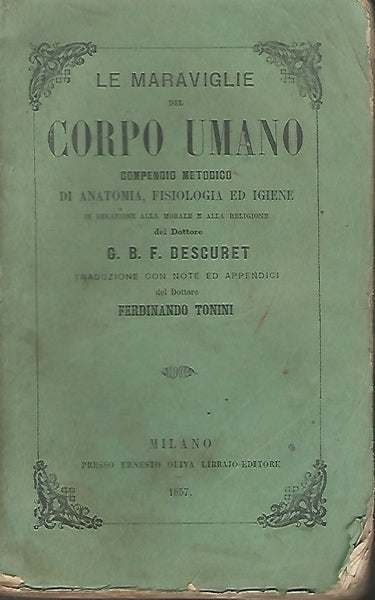 LE MARAVIGLIE
DEL
CORPO UMANO
COMPENDIO METODICO
DI ANATOMIA, FISIOLOGIA ED IGIENE
IN RELAZIONE ALLA MORALE E ALLA RELIGIONE
del Dottore
G. B. F. DESCURET
TRADUZIONE CON NOTE ED APPENDICI
del Dottore
FERDINANDO TONINI
MILANO
PRESSO ERNESTO OLIVA LIBRAJO-EDITORE
1857.